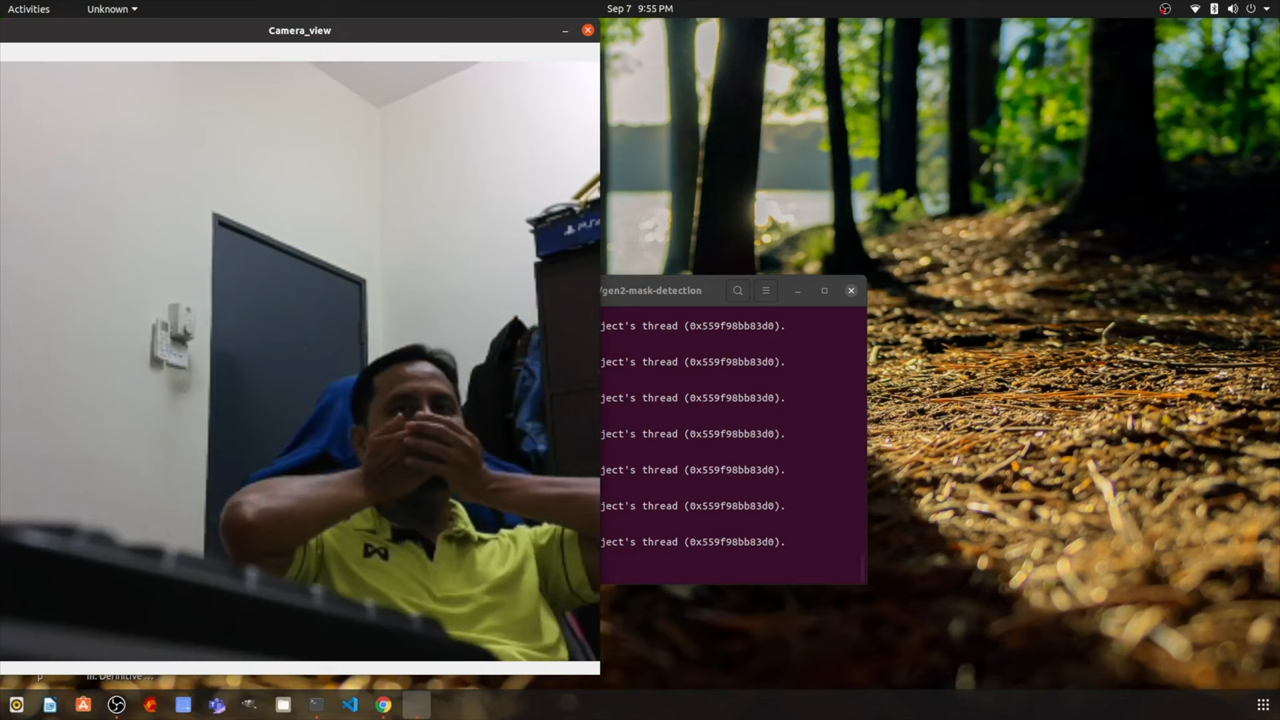 Activities
Unknown
Sep 7 9:55 PM
Camera_view
/gen2-mask-detection
ject's thread (0x559f98bb83d0).
ject's thread (0x559f98bb83d0).
ject's thread (0x559f98bb83d0).
ject's thread (0x559f98bb83d0).
ject's thread (0x559f98bb83d0).
ject's thread (0x559f98bb83d0).
ject's thread (0x559f98bb83d0).